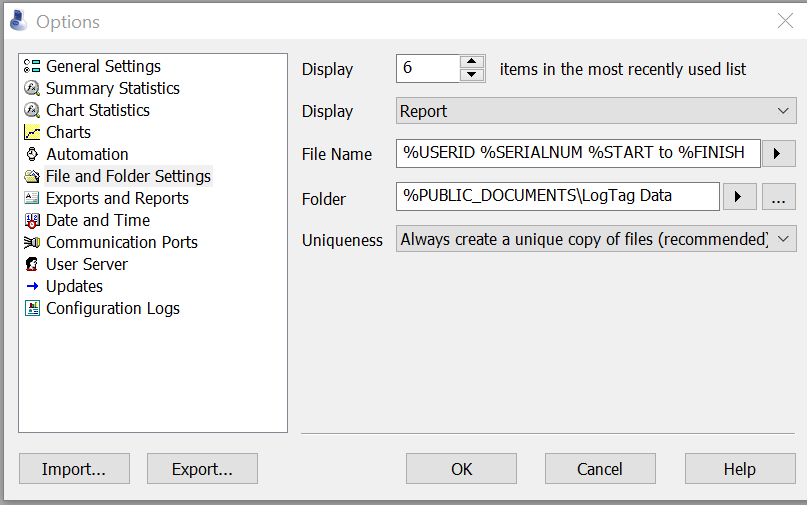 Options
General Settings
Summary Statistics
Chart Statistics
Charts
Automation
File and Folder Settings
Exports and Reports
Date and Time
Communication Ports
User Server
Updates
Configuration Logs
Display 6 items in the most recently used list
Display Report
File Name %USERID %SERIALNUM %START to %FINISH
Folder %PUBLIC_DOCUMENTS\LogTag Data ...
Uniqueness Always create a unique copy of files (recommended)
Import... Export... OK Cancel Help